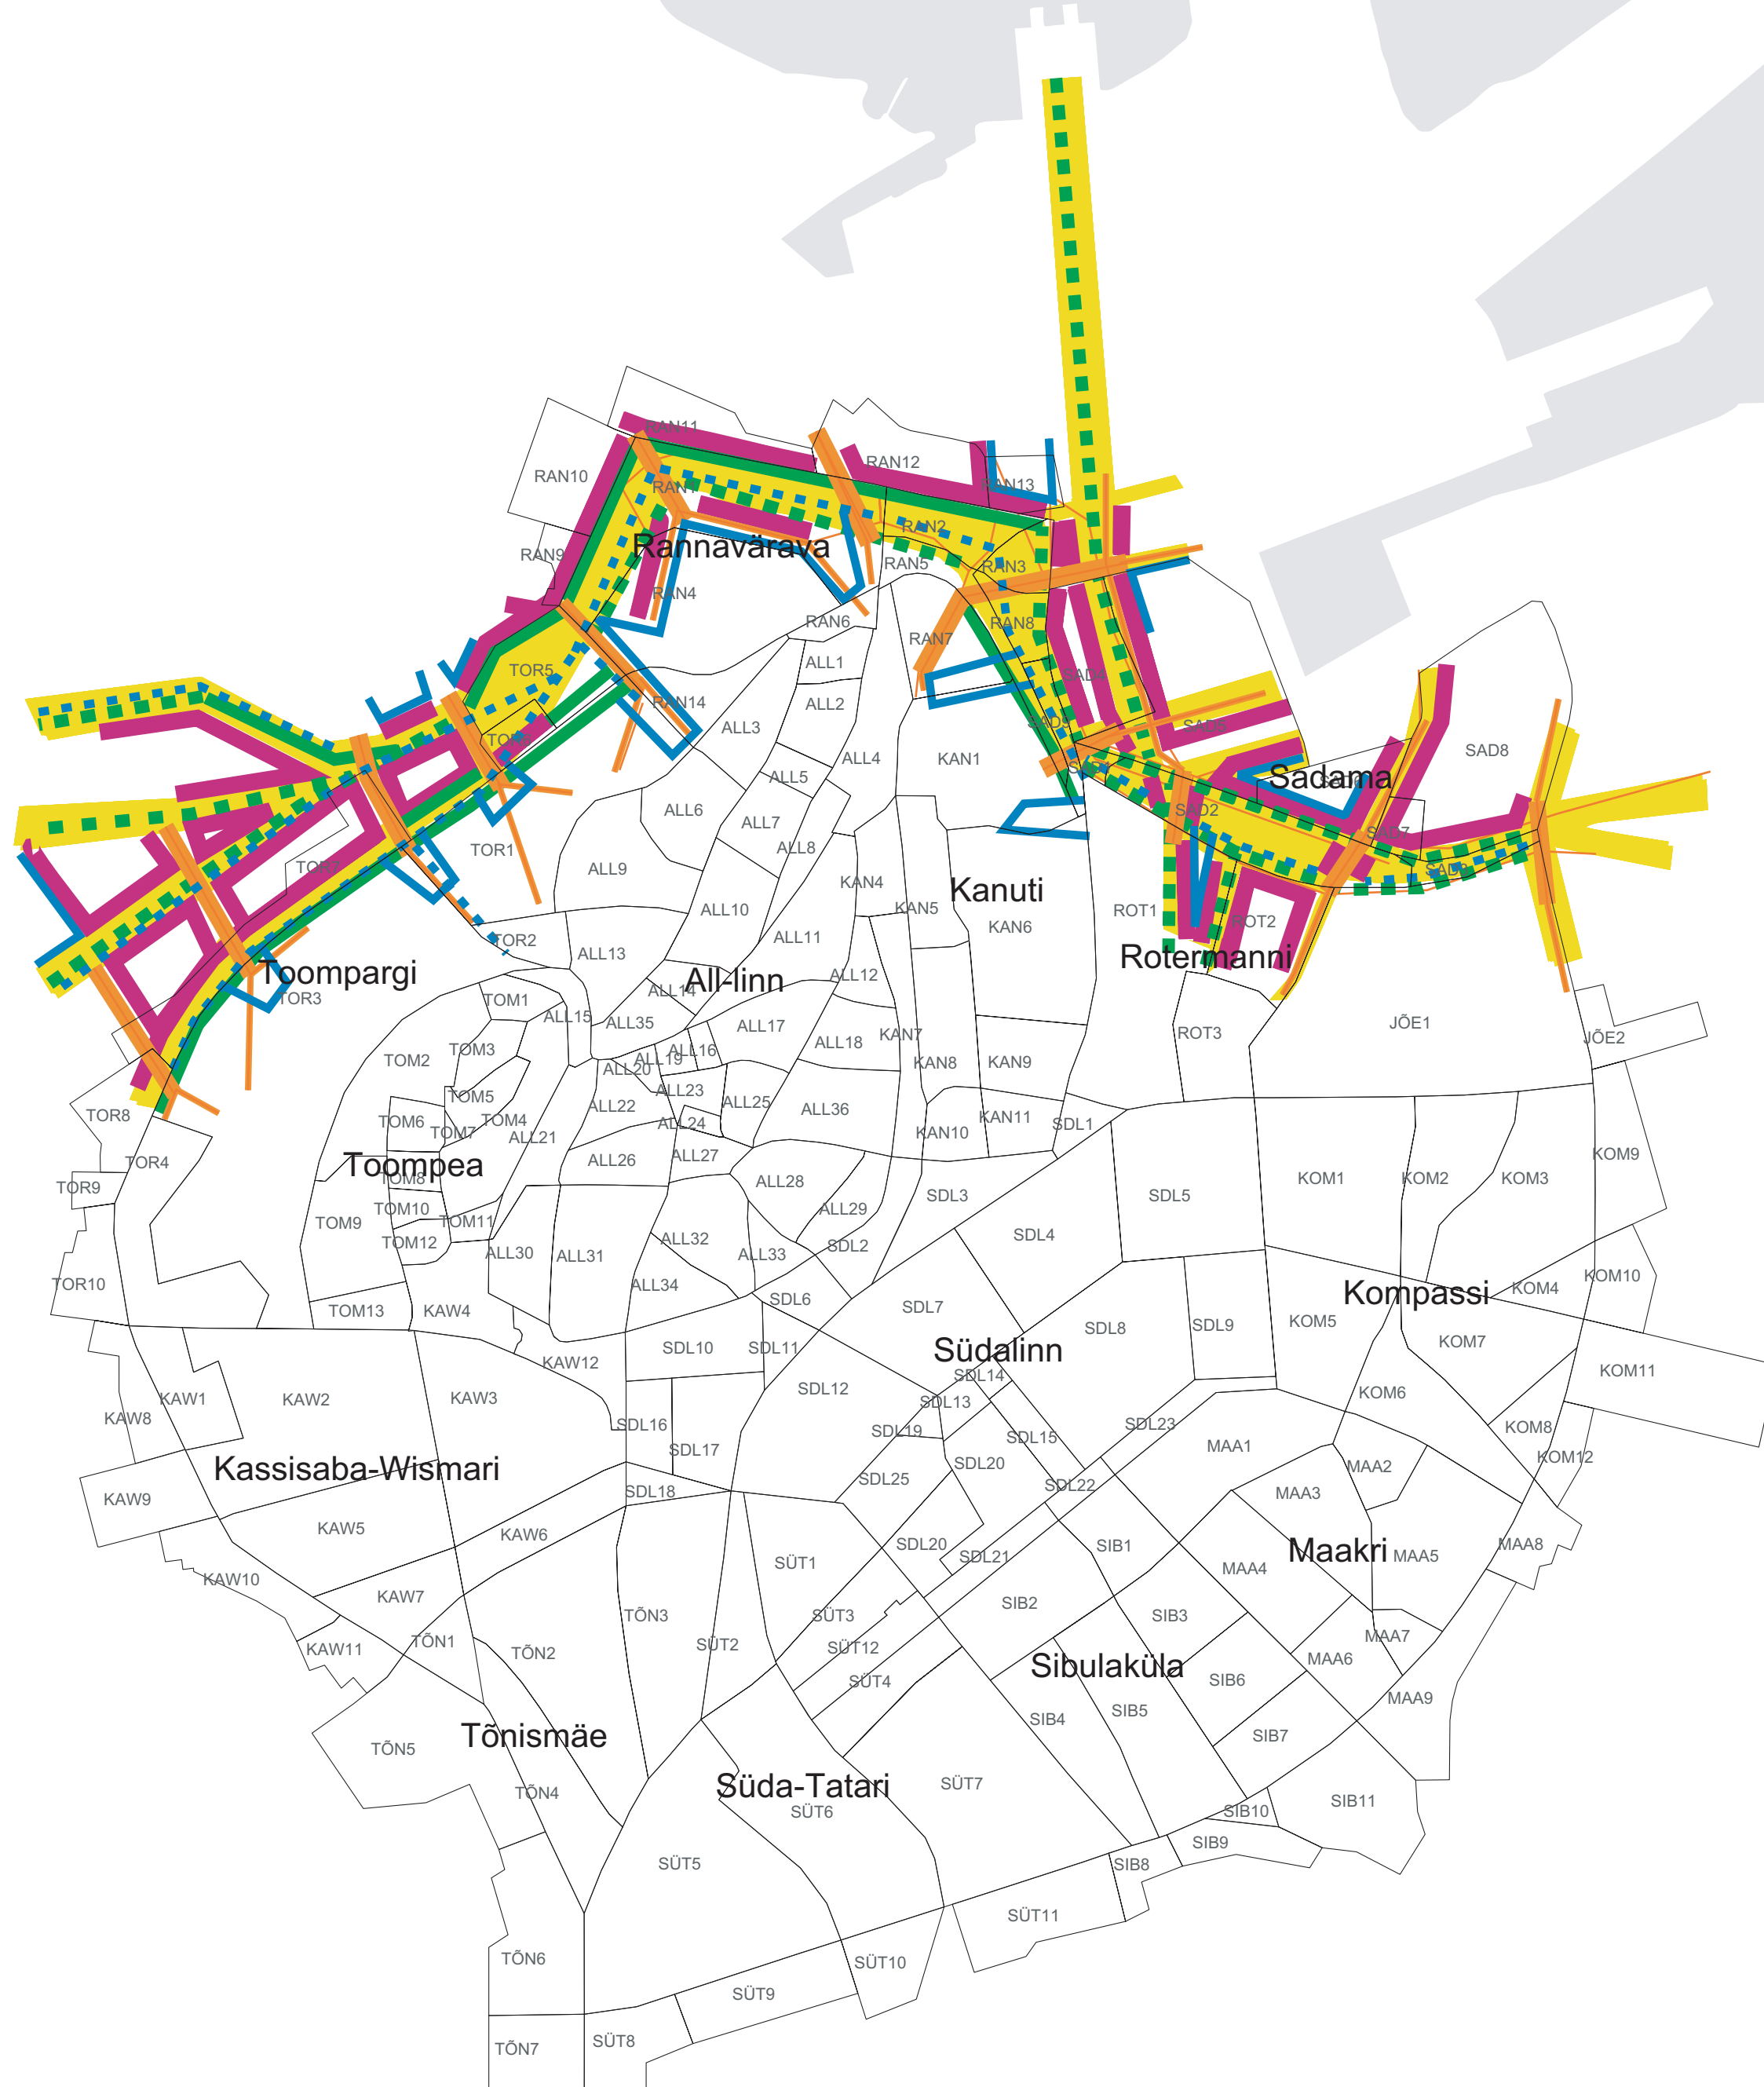 RAN11
RAN12
RAN10
RAN13
RAN1
RAN2
Rannavärava
RAN9
RAN5
RAN3
RAN4
RAN6
RAN8
RAN7
ALL1
TOR5
SAD4
RAN14
ALL2
ALL3
SAD5
TOR6
ALL4
KAN1
SAD8
ALL5
Sadama
ALL6
SAD2
ALL7
SAD7
TOR1
ALL8
ALL9
TOR7
KAN4
Kanuti
ALL10
KAN5
ROT1
ROT2
KAN6
TOR2
ALL11
ALL13
Rotermanni
Toompargi
All-linn
ALL12
TOR3
TOM1
ALL14
ALL15
ALL35
ALL17
ALL18
KAN7
ROT3
JÕE1
JÕE2
TOM3
TOM2
ALL16
ALL19
ALL20
KAN8
KAN9
TOM5
ALL23
TOR8
TOM6
TOM4
TOM7
ALL21
ALL22
ALL25
ALL24
ALL36
KAN11
KAN10
SDL1
TOR4
Toompea
TOM8
ALL26
ALL27
KOM9
TOR9
ALL28
SDL3
SDL5
KOM1
KOM2
KOM3
TOM10
TOM9
TOM11
ALL29
TOM12
ALL30
ALL31
ALL32
ALL33
SDL2
SDL4
TOR10
ALL34
KOM10
KOM4
Kompassi
TOM13
KAW4
SDL6
SDL7
SDL8
SDL9
KOM5
KOM7
KAW12
SDL10
SDL11
Südalinn
SDL14
KOM11
KAW1
KAW2
KAW3
SDL12
SDL13
KOM6
KAW8
SDL16
SDL17
SDL19
SDL15
SDL23
MAA1
KOM8
KOM12
Kassisaba-Wismari
SDL20
MAA2
KAW9
SDL18
SDL25
SDL22
MAA3
KAW5
KAW6
SDL20
SDL21
SIB1
Maakri
MAA5
MAA8
KAW10
SÜT1
MAA4
KAW7
TÕN3
SÜT3
SIB2
SIB3
KAW11
TÕN1
TÕN2
SÜT2
SÜT12
MAA7
MAA6
SÜT4
Sibulaküla
SIB6
MAA9
TÕN5
Tõnismäe
SIB4
SIB5
SIB7
TÕN4
Süda-Tatari
SÜT7
SÜT6
SIB10
SIB11
SÜT5
SIB9
SIB8
SÜT11
TÕN6
SÜT10
SÜT9
TÕN7
SÜT8